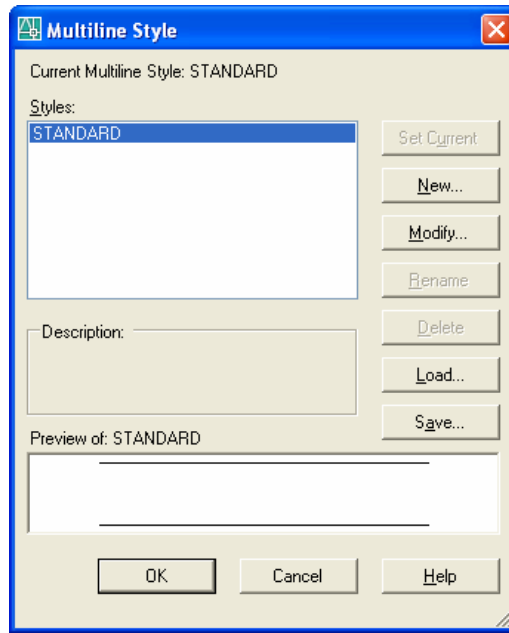 Multiline Style
Current Multiline Style: STANDARD
Styles:
STANDARD
Set Current
New...
Modify...
Rename
Delete
Load...
Save...
Description:
Preview of: STANDARD
OK
Cancel
Help